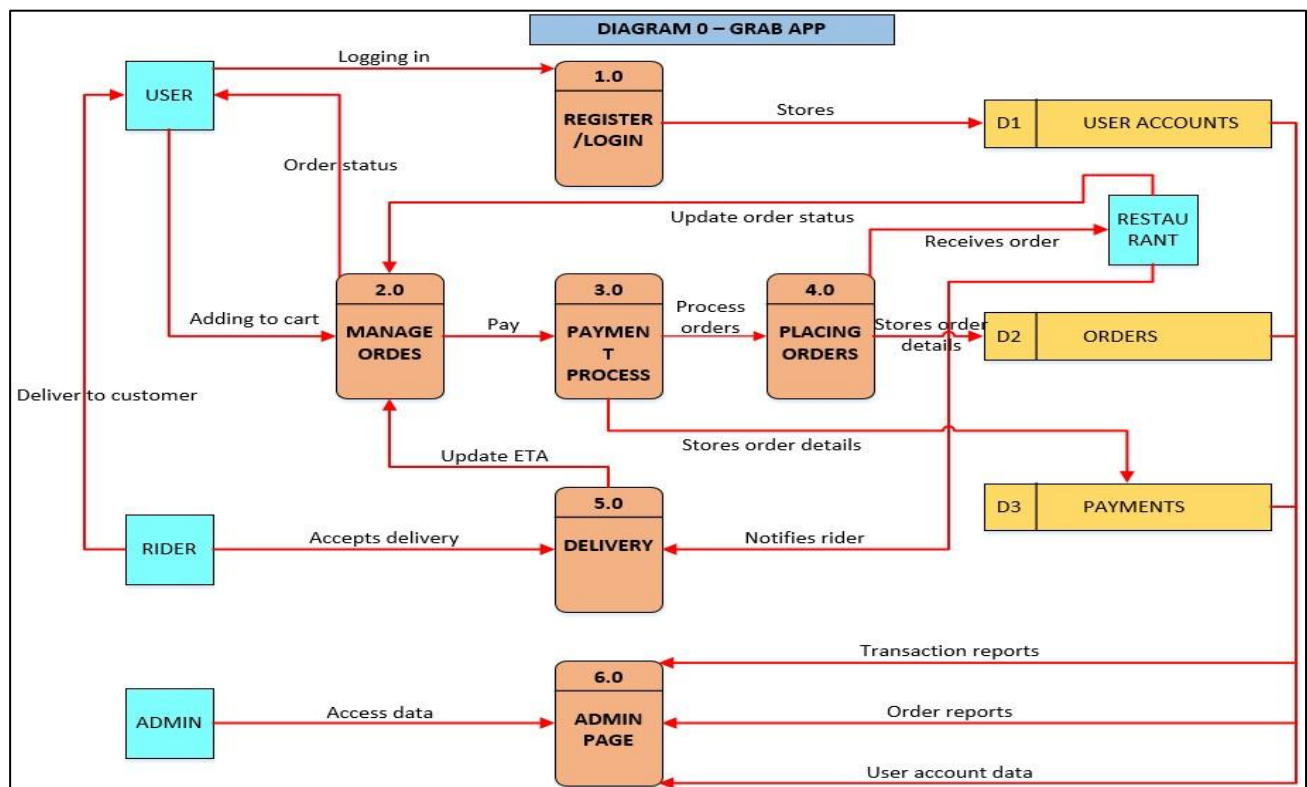 DIAGRAM 0 – GRAB APP
Logging in
USER
1.0
REGISTER
/LOGIN
Stores
D1
USER ACCOUNTS
Order status
Update order status
RESTAU
RANT
Receives order
2.0
MANAGE
ORDES
Adding to cart
Pay
3.0
PAYMEN
T
PROCESS
Process
orders
4.0
PLACING
ORDERS
Stores order
details
D2
ORDERS
Deliver to customer
Stores order details
Update ETA
5.0
DELIVERY
D3
PAYMENTS
RIDER
Accepts delivery
Notifies rider
Transaction reports
6.0
ADMIN
PAGE
ADMIN
Access data
Order reports
User account data